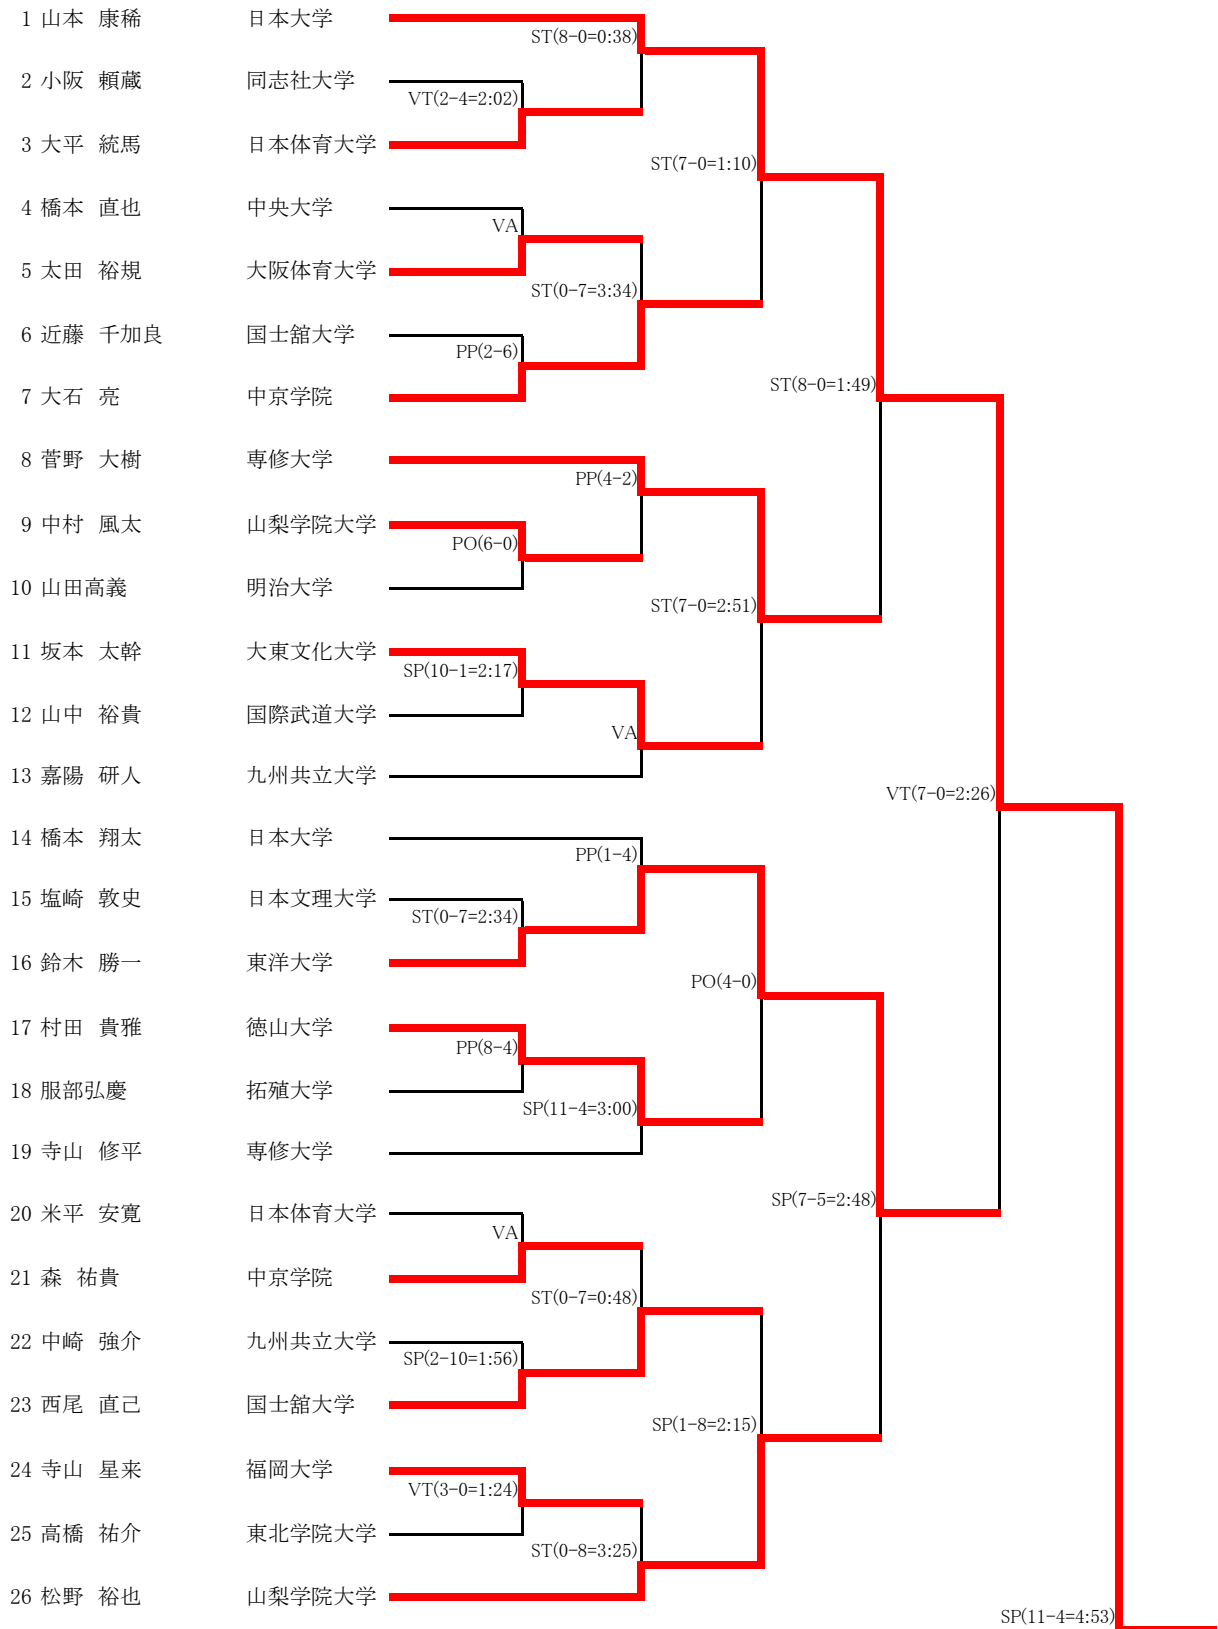 1 山本 康稀 日本大学
ST(8-0=0:38)
2 小阪 頼蔵 同志社大学
VT(2-4=2:02)
3 大平 統馬 日本体育大学
ST(7-0=1:10)
4 橋本 直也 中央大学
VA
5 太田 裕規 大阪体育大学
ST(0-7=3:34)
6 近藤 千加良 国士舘大学
PP(2-6)
7 大石 亮 中京学院
ST(8-0=1:49)
8 菅野 大樹 専修大学
PP(4-2)
9 中村 風太 山梨学院大学
PO(6-0)
10 山田高義 明治大学
ST(7-0=2:51)
11 坂本 太幹 大東文化大学
SP(10-1=2:17)
12 山中 裕貴 国際武道大学
VA
13 嘉陽 研人 九州共立大学
VT(7-0=2:26)
14 橋本 翔太 日本大学
PP(1-4)
15 塩崎 敦史 日本文理大学
ST(0-7=2:34)
16 鈴木 勝一 東洋大学
PO(4-0)
17 村田 貴雅 徳山大学
PP(8-4)
18 服部弘慶 拓殖大学
SP(11-4=3:00)
19 寺山 修平 専修大学
SP(7-5=2:48)
20 米平 安寛 日本体育大学
VA
21 森 祐貴 中京学院
ST(0-7=0:48)
22 中崎 強介 九州共立大学
SP(2-10=1:56)
23 西尾 直己 国士舘大学
SP(1-8=2:15)
24 寺山 星来 福岡大学
VT(3-0=1:24)
25 高橋 祐介 東北学院大学
ST(0-8=3:25)
26 松野 裕也 山梨学院大学
SP(11-4=4:53)